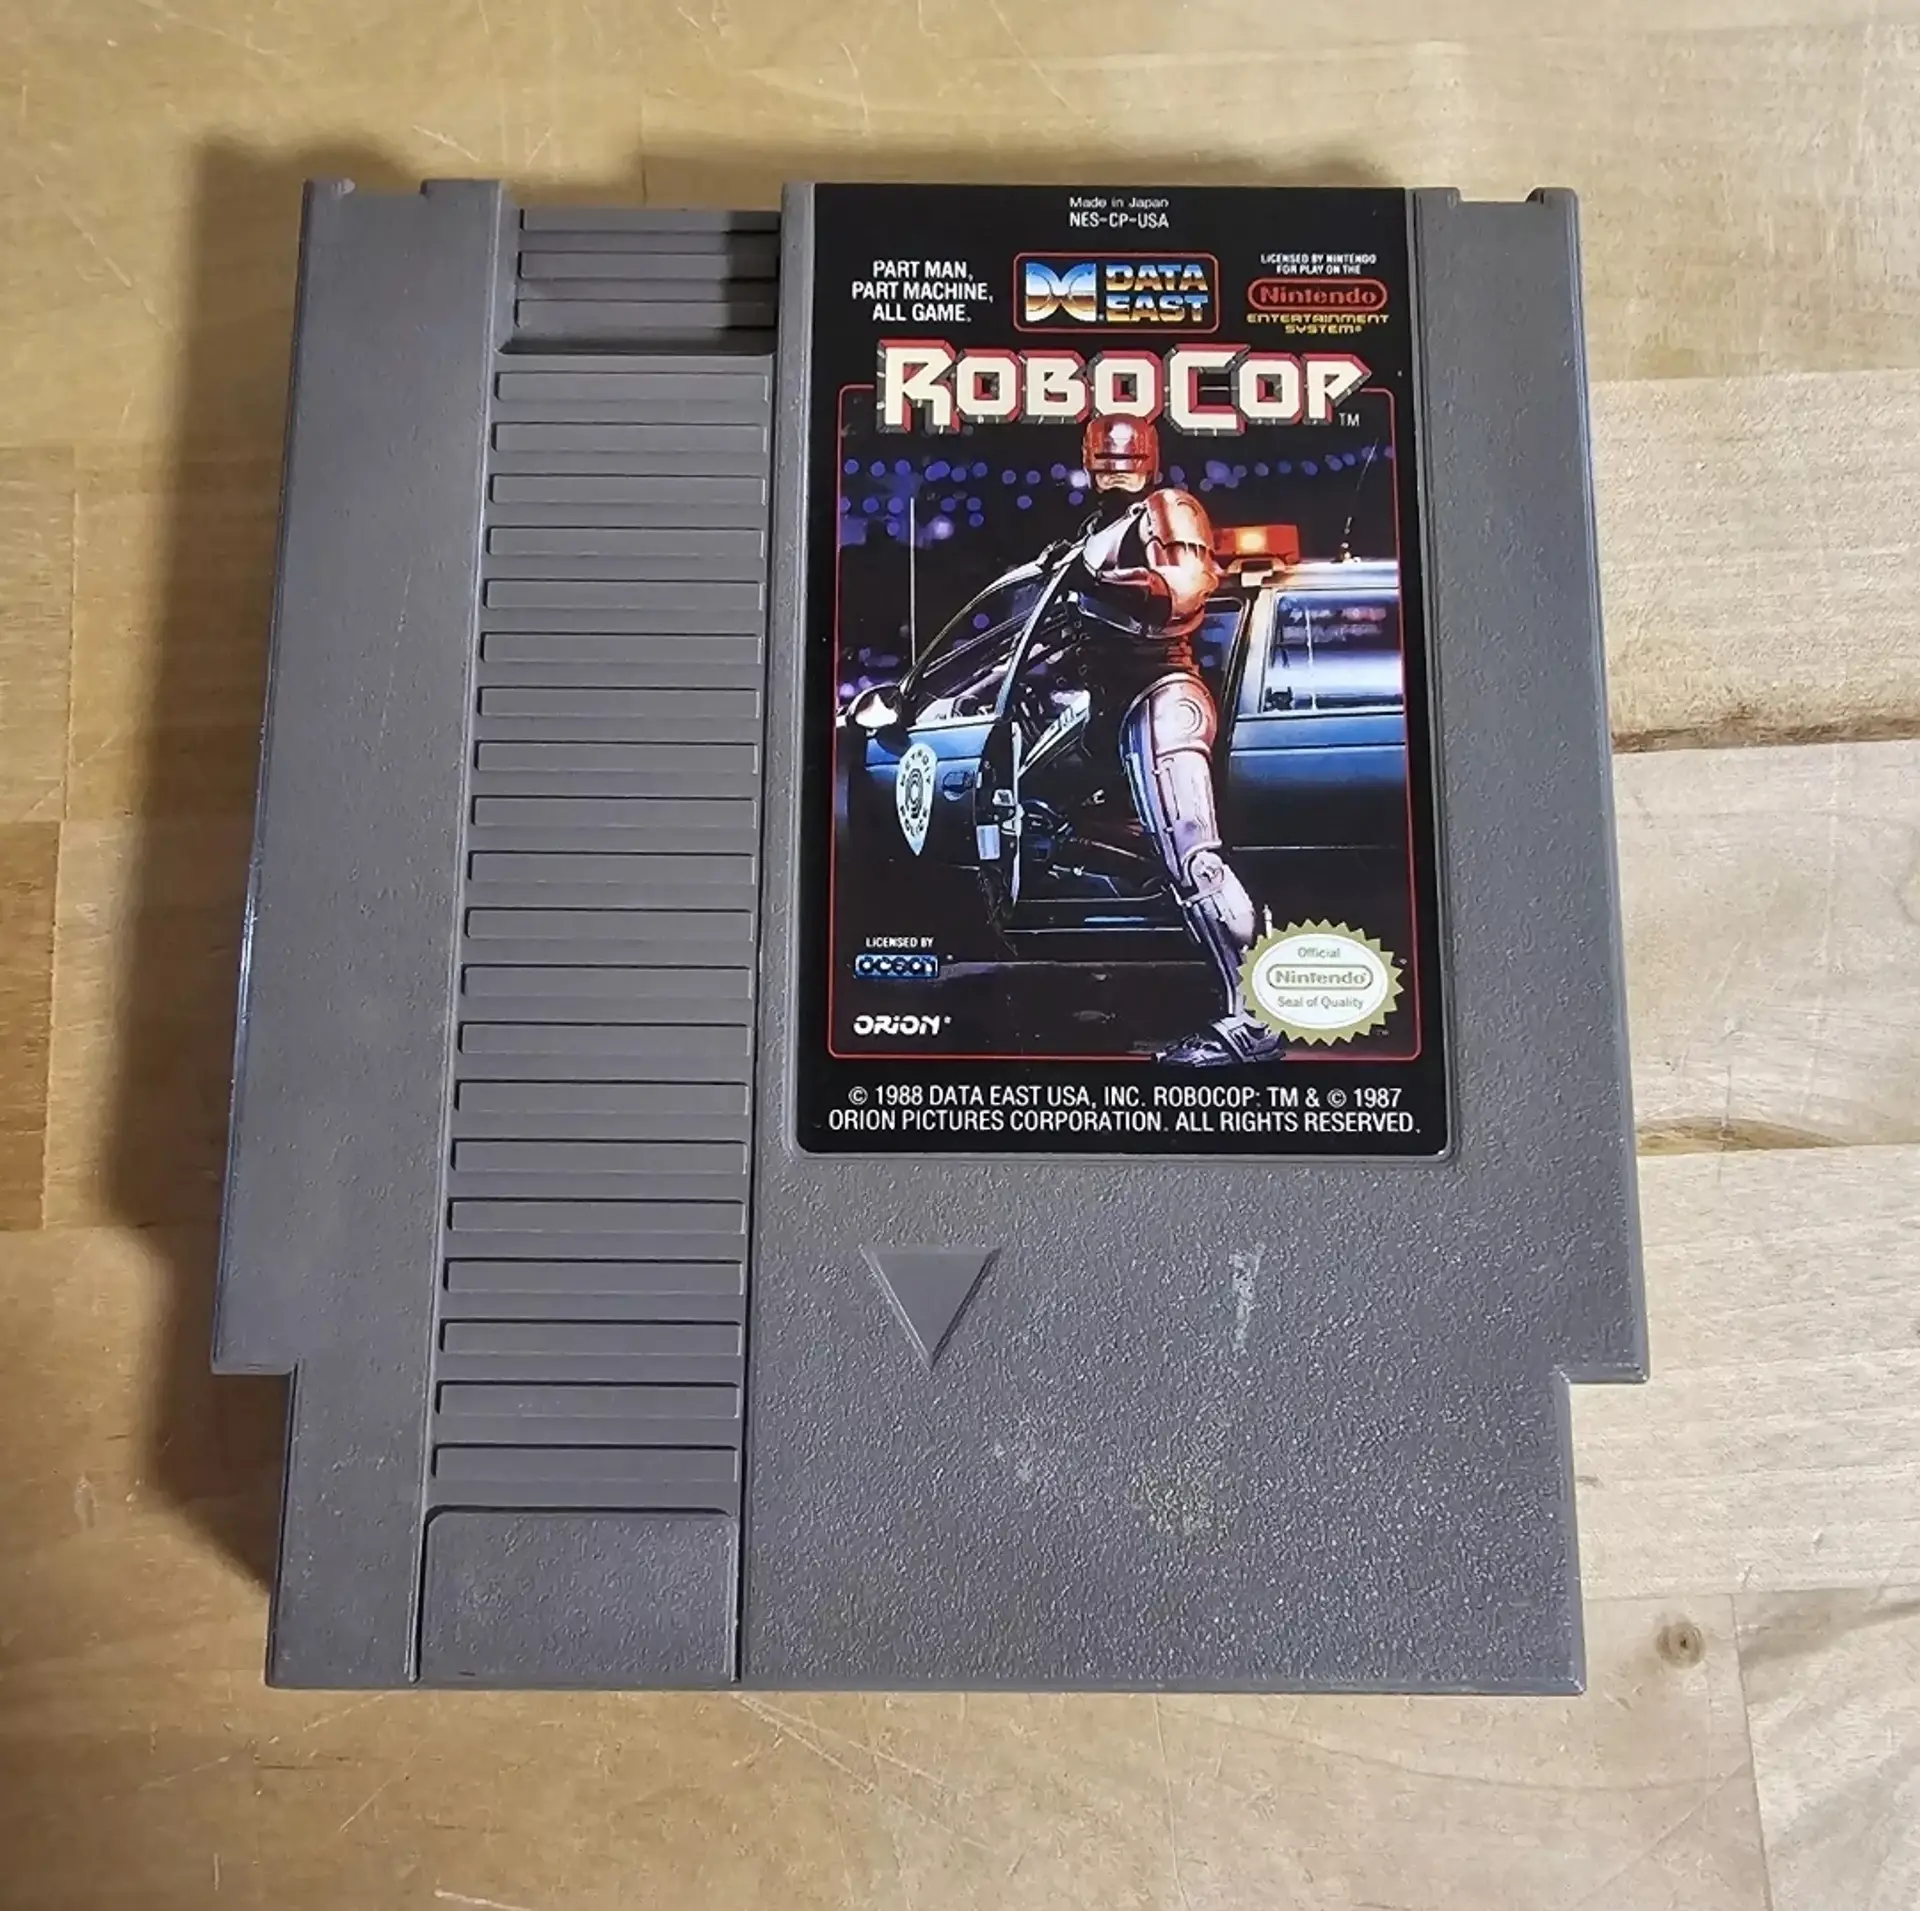 Made in Japan
NES-CP-USA
PART MAN,
PART MACHINE,
ALL GAME.
DATA
EAST
LICENSED BY NINTENDO
FOR PLAY ON THE
Nintendo
ENTERTAINMENT
SYSTEM®
ROBOCOP
TM
LICENSED BY
ocean
ORION®
Official
Nintendo®
Seal of Quality
© 1988 DATA EAST USA, INC. ROBOCOP: TM & © 1987
ORION PICTURES CORPORATION. ALL RIGHTS RESERVED.